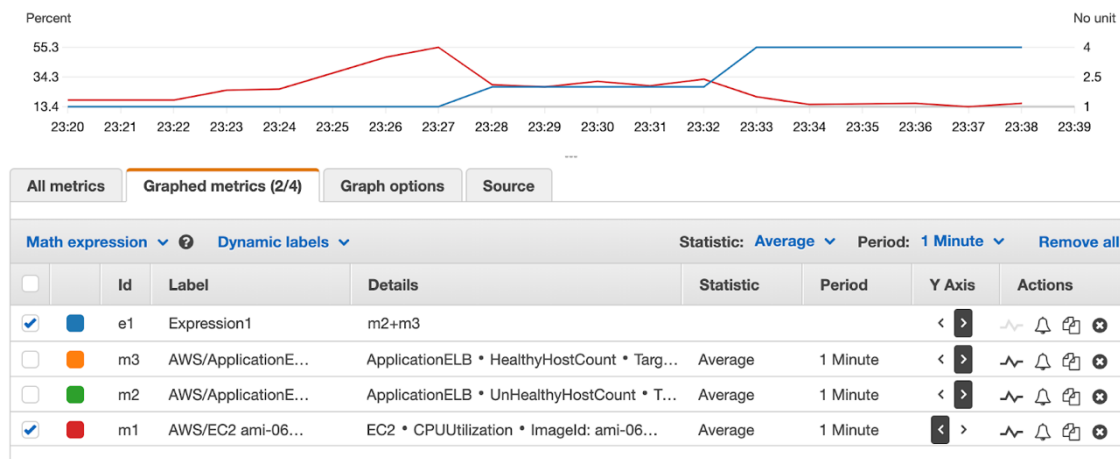 Percent No unit
55.3 4
34.3 2.5
13.4 1
23:20 23:21 23:22 23:23 23:24 23:25 23:26 23:27 23:28 23:29 23:30 23:31 23:32 23:33 23:34 23:35 23:36 23:37 23:38 23:39
All metrics Graphed metrics (2/4) Graph options Source
Math expression ? Dynamic labels Statistic: Average Period: 1 Minute Remove all
Id Label Details Statistic Period Y Axis Actions
e1 Expression1 m2+m3 < >
m3 AWS/ApplicationE... ApplicationELB • HealthyHostCount • Targ... Average 1 Minute < >
m2 AWS/ApplicationE... ApplicationELB • UnHealthyHostCount • T... Average 1 Minute < >
m1 AWS/EC2 ami-06... EC2 • CPUUtilization • ImageId: ami-06... Average 1 Minute < >